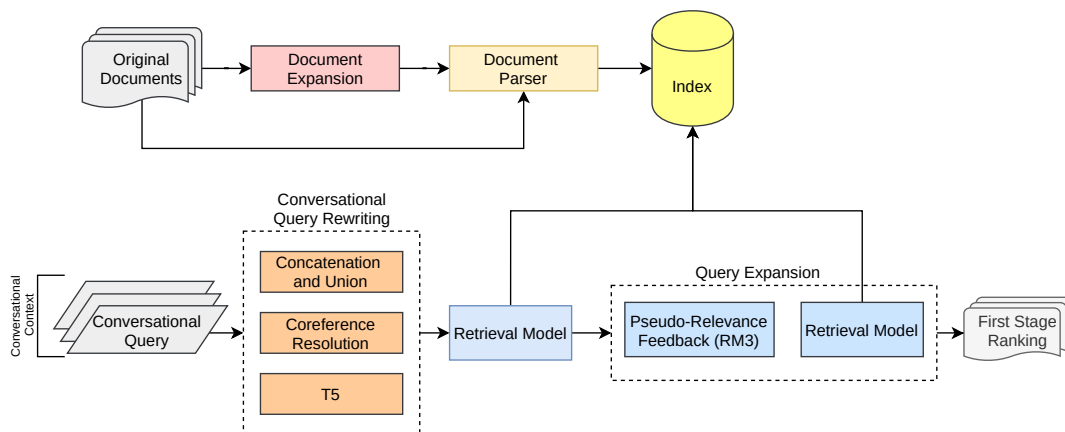 Original
Documents
Document
Expansion
Document
Parser
Index
Conversational
Query Rewriting
Concatenation
and Union
Coreference
Resolution
T5
Conversational
Context
Conversational
Query
Retrieval Model
Query Expansion
Pseudo-Relevance
Feedback (RM3)
Retrieval Model
First Stage
Ranking